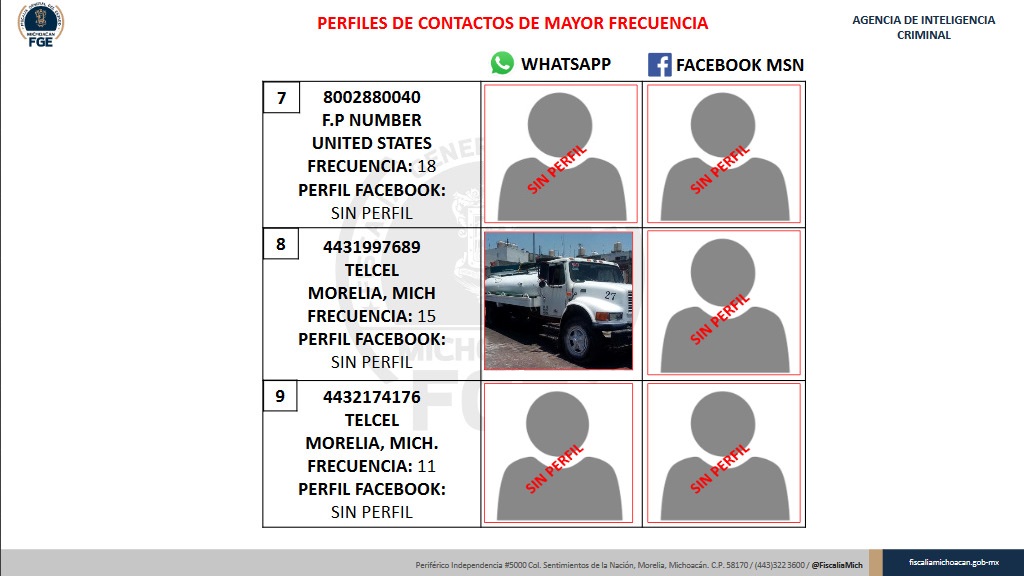 FISCALÍA GENERAL DEL ESTADO
MICHOACÁN
FGE
PERFILES DE CONTACTOS DE MAYOR FRECUENCIA
AGENCIA DE INTELIGENCIA
CRIMINAL
WHATSAPP
FACEBOOK MSN
7
8002880040
F.P NUMBER
UNITED STATES
FRECUENCIA: 18
PERFIL FACEBOOK:
SIN PERFIL
SIN PERFIL
SIN PERFIL
8
4431997689
TELCEL
MORELIA, MICH
FRECUENCIA: 15
PERFIL FACEBOOK:
SIN PERFIL
27
SIN PERFIL
9
4432174176
TELCEL
MORELIA, MICH.
FRECUENCIA: 11
PERFIL FACEBOOK:
SIN PERFIL
SIN PERFIL
SIN PERFIL
Periférico Independencia #5000 Col. Sentimientos de la Nación, Morelia, Michoacán. C.P. 58170 / (443)322 3600 / @FiscaliaMich
fiscaliamichoacan.gob-mx